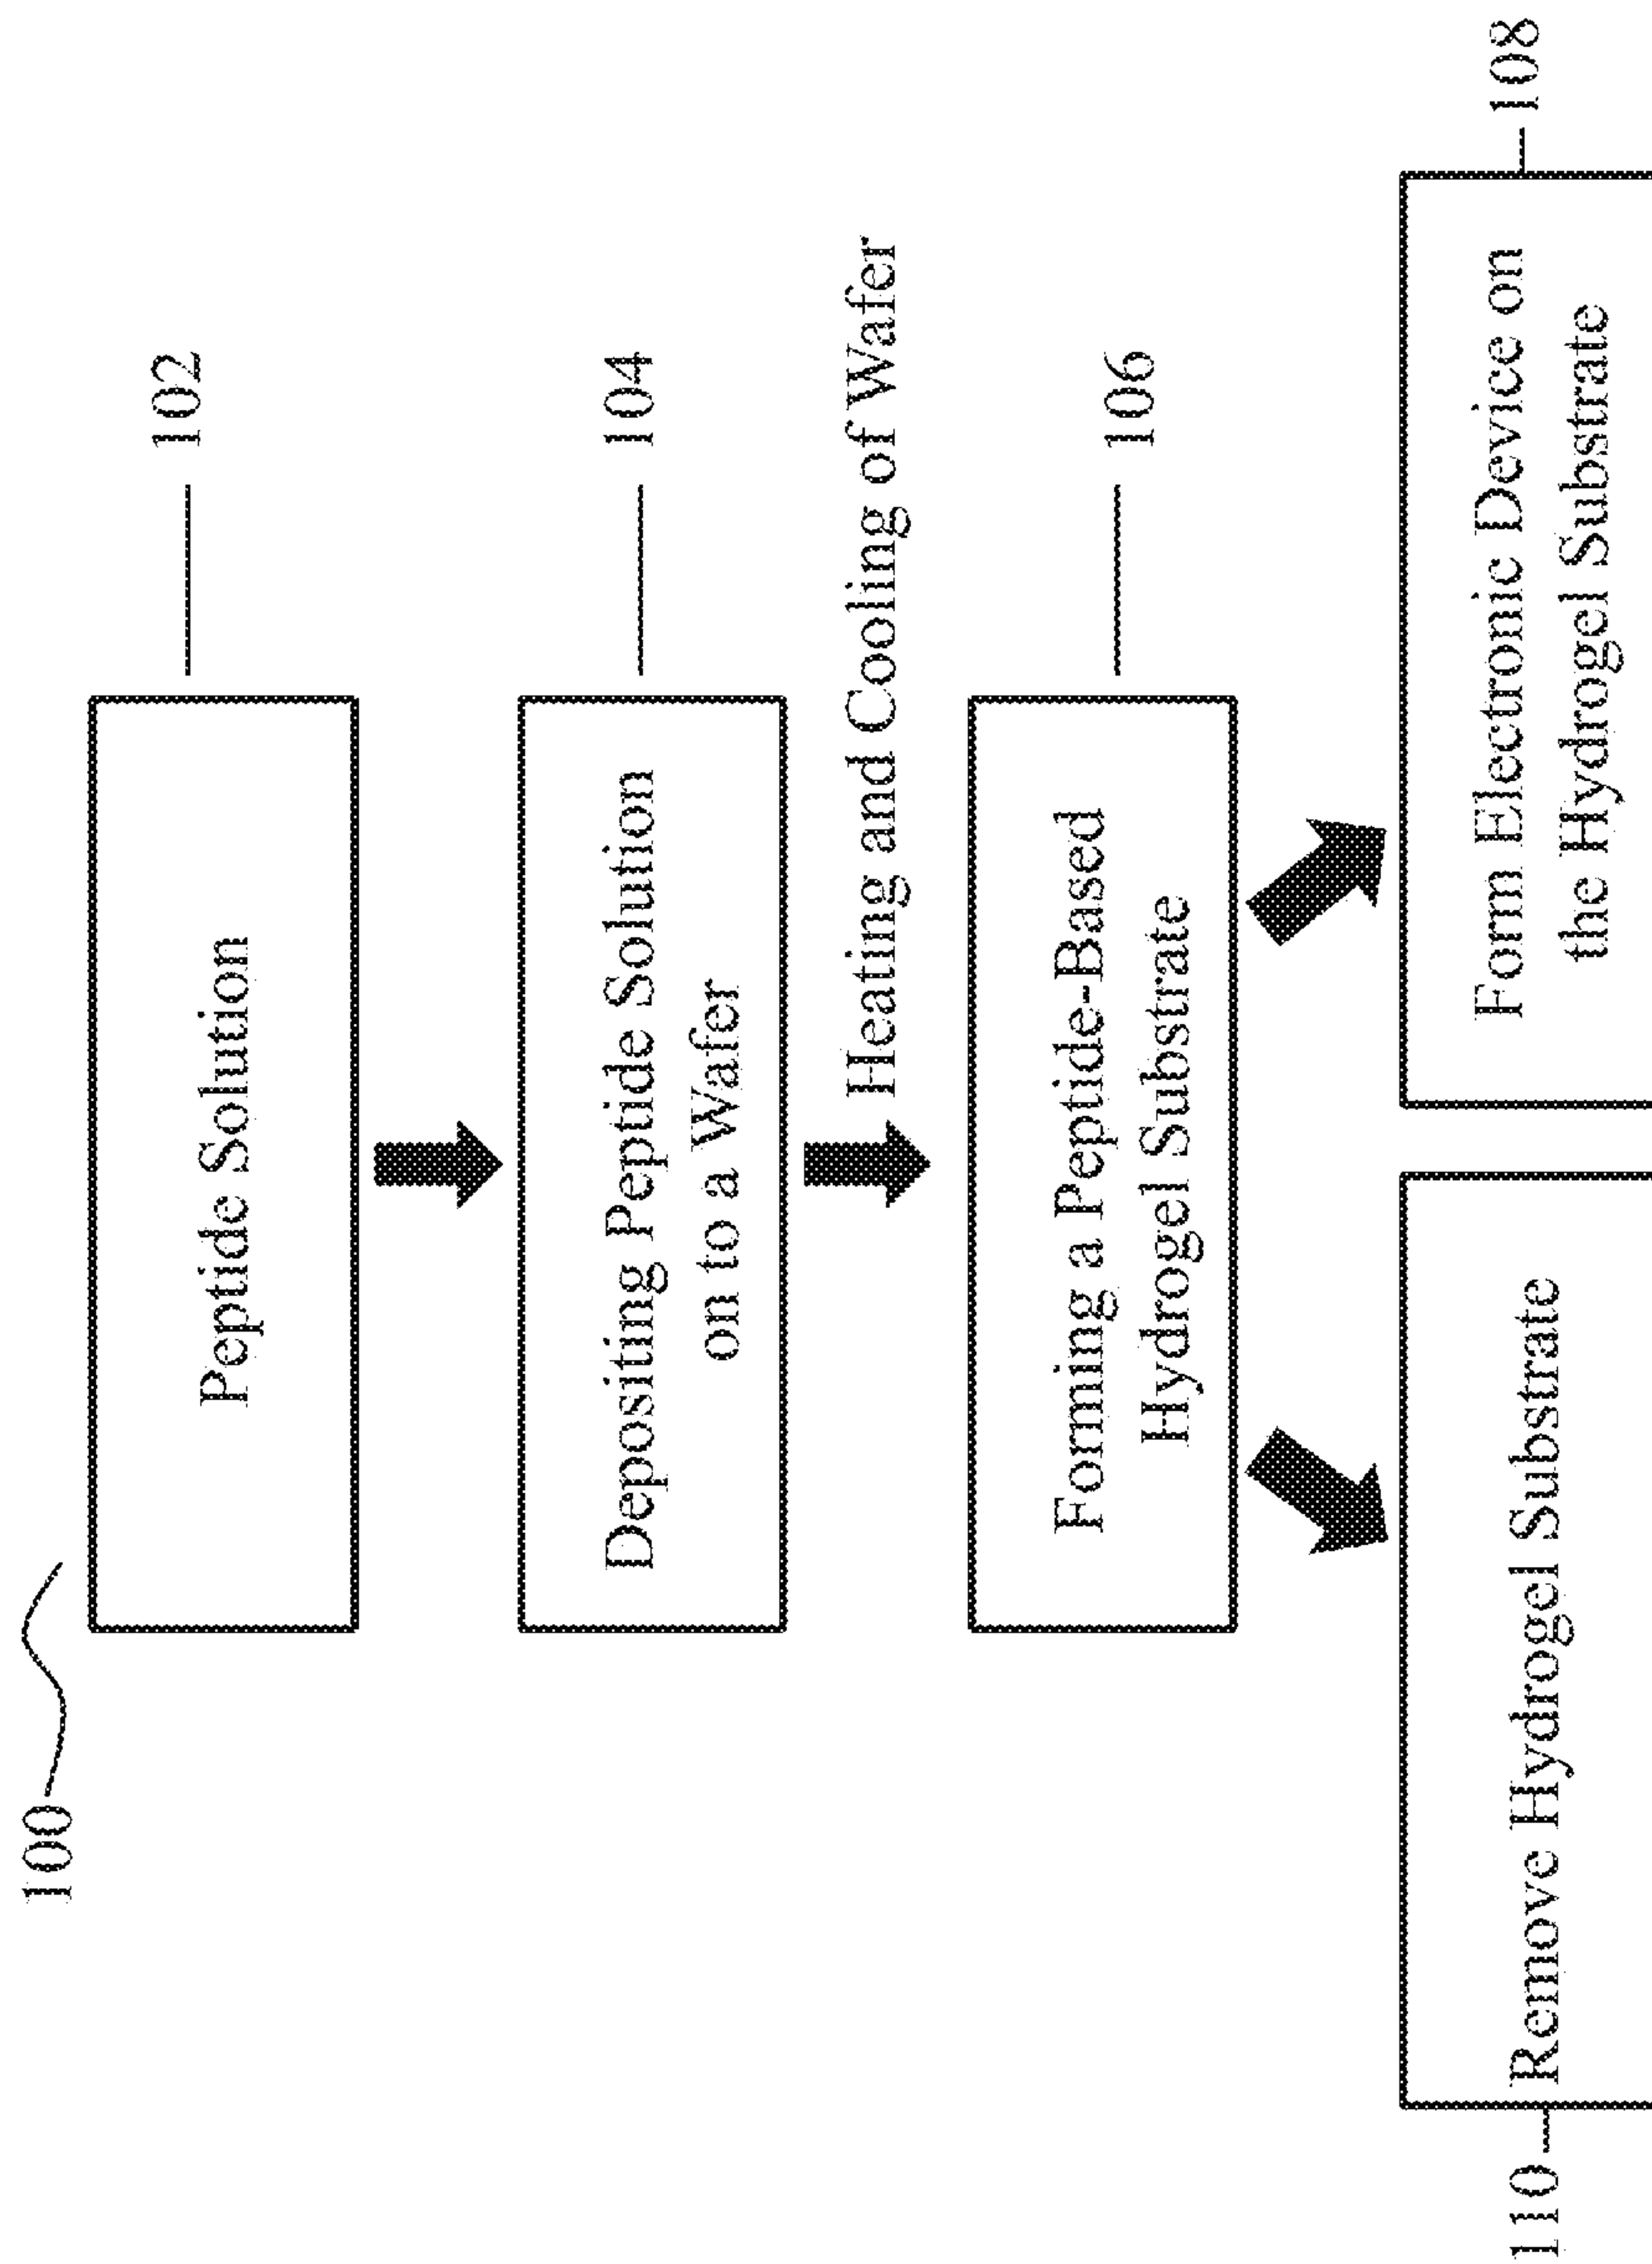 100
Peptide Solution
102
Depositing Peptide Solution
on to a Wafer
104
Heating and Cooling of Wafer
Forming a Peptide-Based
Hydrogel Substrate
106
110
Remove Hydrogel Substrate
Form Electronic Device on
the Hydrogel Substrate
108